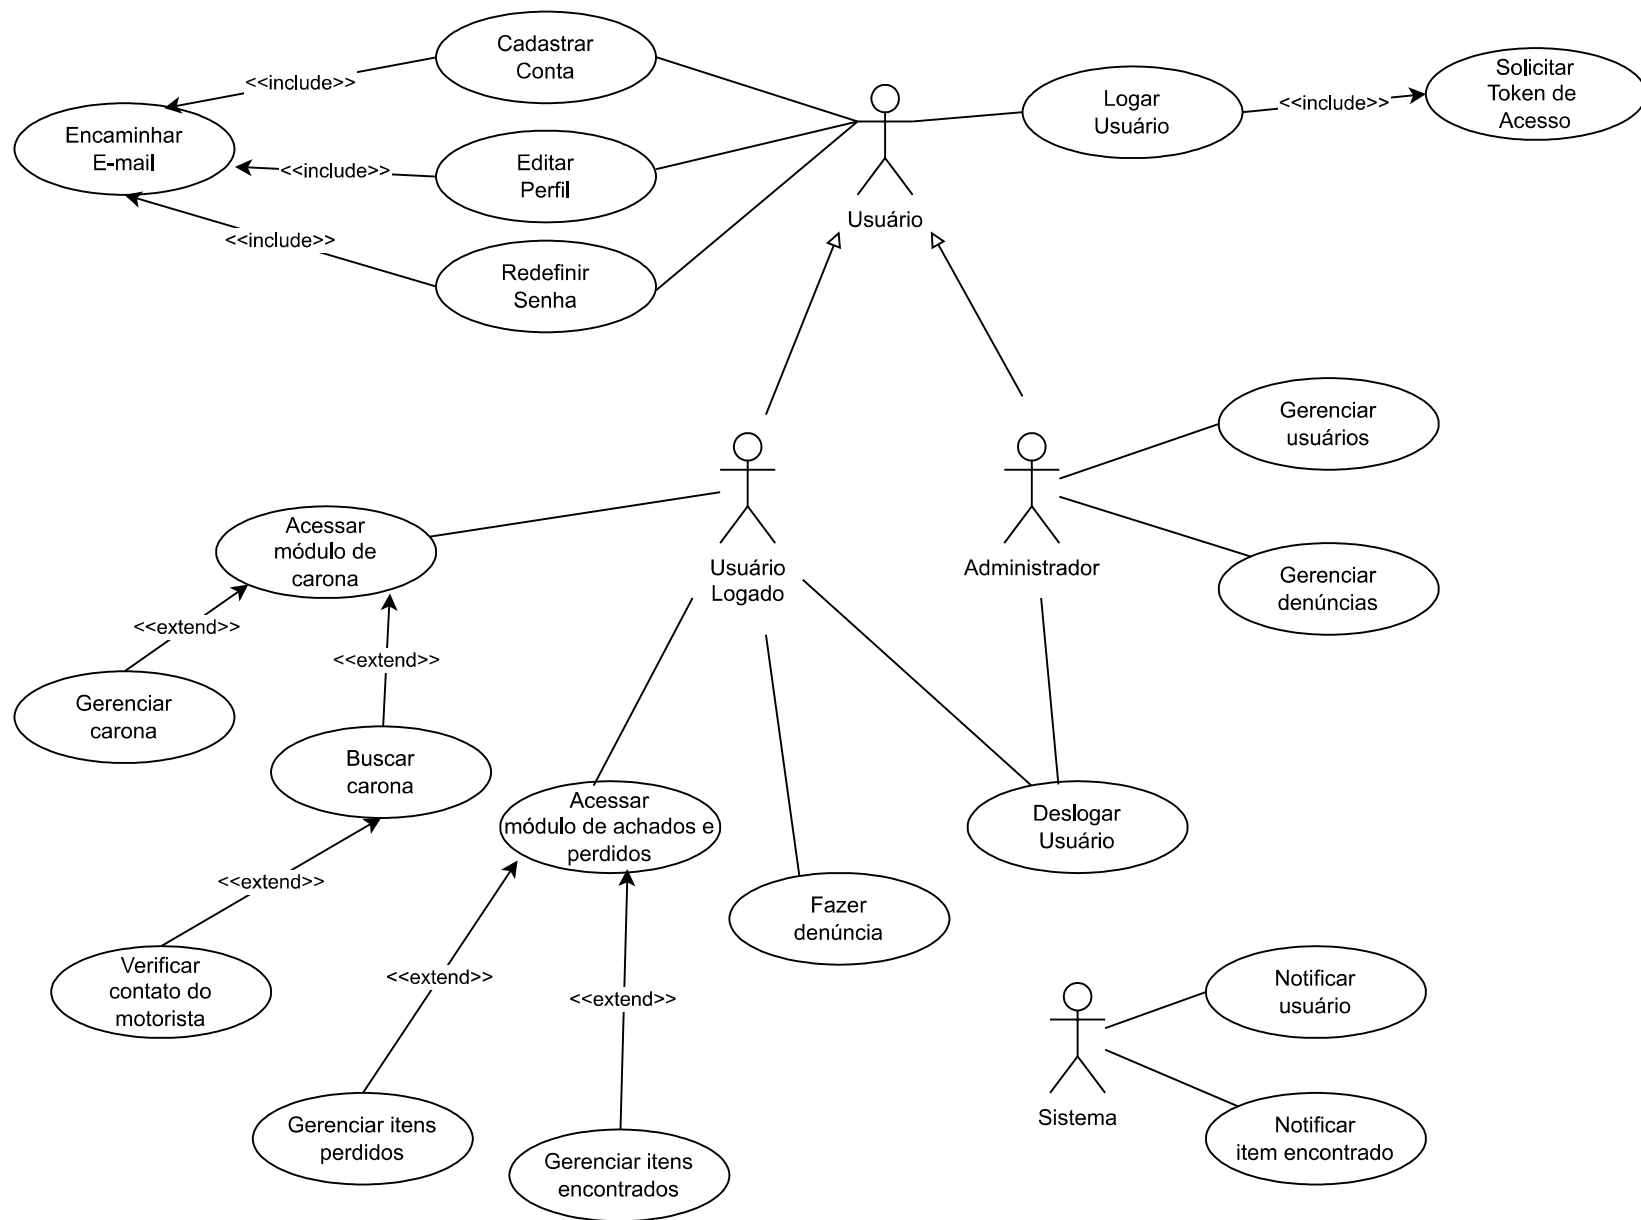 Cadastrar
Conta
<<include>>
Encaminhar
E-mail
Editar
Perfil
<<include>>
Redefinir
Senha
<<include>>
Usuário
Logar
Usuário
<<include>>
Solicitar
Token de
Acesso
Gerenciar
usuários
Gerenciar
denúncias
Administrador
Usuário
Logado
Acessar
módulo de
carona
<<extend>>
<<extend>>
Gerenciar
carona
Buscar
carona
<<extend>>
Verificar
contato do
motorista
Acessar
módulo de achados e
perdidos
<<extend>>
<<extend>>
Gerenciar itens
perdidos
Gerenciar itens
encontrados
Fazer
denúncia
Deslogar
Usuário
Sistema
Notificar
usuário
Notificar
item encontrado